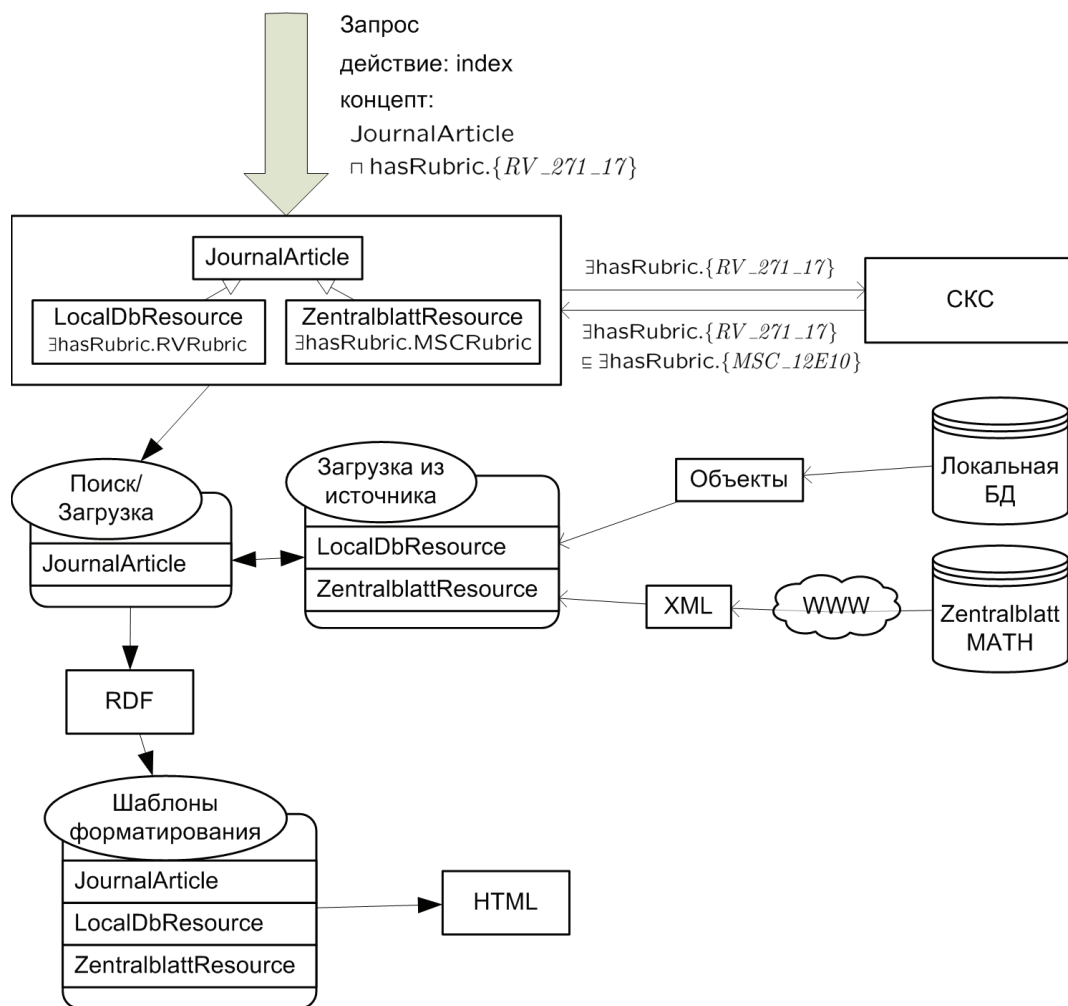 Запрос
действие: index
концепт:
JournalArticle
⊓ hasRubric.{RV_271_17}
JournalArticle
LocalDbResource
∃hasRubric.RVRubric
ZentralblattResource
∃hasRubric.MSCRubric
∃hasRubric.{RV_271_17}
∃hasRubric.{RV_271_17}
⊑ ∃hasRubric.{MSC_12E10}
СКС
Поиск/
Загрузка
JournalArticle
Загрузка из
источника
LocalDbResource
ZentralblattResource
Объекты
Локальная
БД
XML
WWW
Zentralblatt
MATH
RDF
Шаблоны
форматирования
JournalArticle
LocalDbResource
ZentralblattResource
HTML